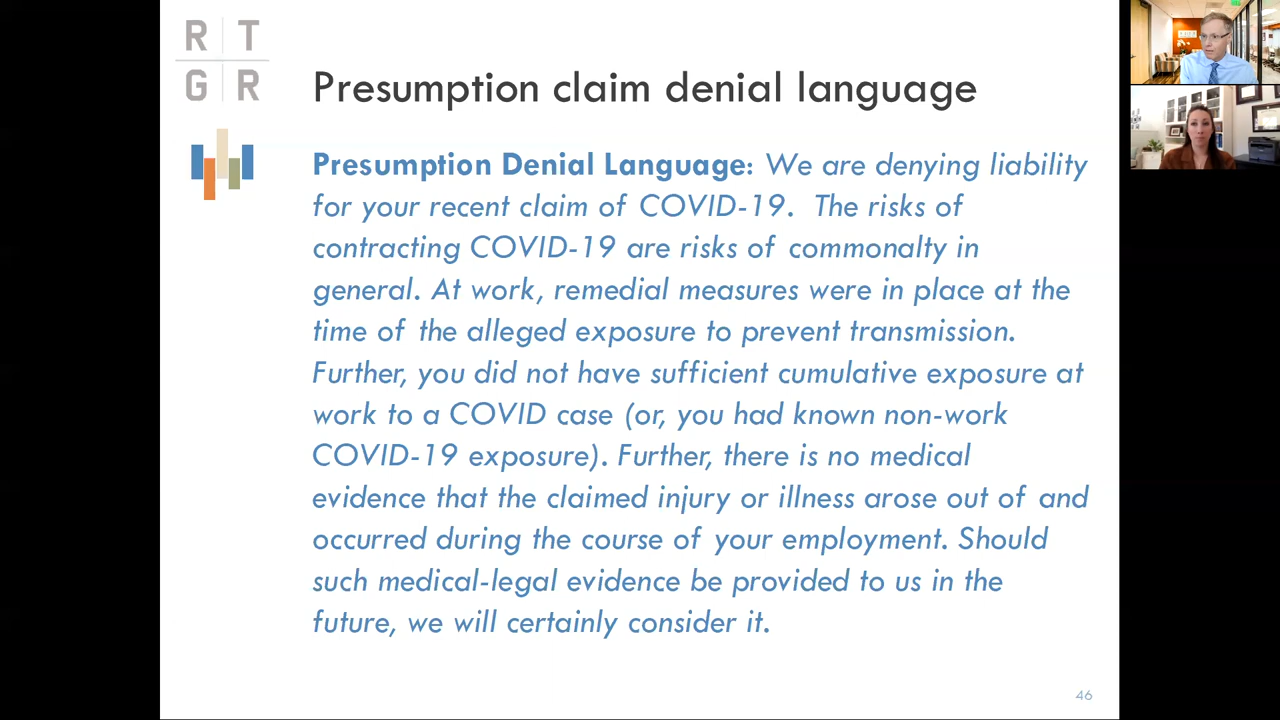 R T
G R
Presumption claim denial language
Presumption Denial Language: We are denying liability
for your recent claim of COVID-19. The risks of
contracting COVID-19 are risks of commonalty in
general. At work, remedial measures were in place at the
time of the alleged exposure to prevent transmission.
Further, you did not have sufficient cumulative exposure at
work to a COVID case (or, you had known non-work
COVID-19 exposure). Further, there is no medical
evidence that the claimed injury or illness arose out of and
occurred during the course of your employment. Should
such medical-legal evidence be provided to us in the
future, we will certainly consider it.
46